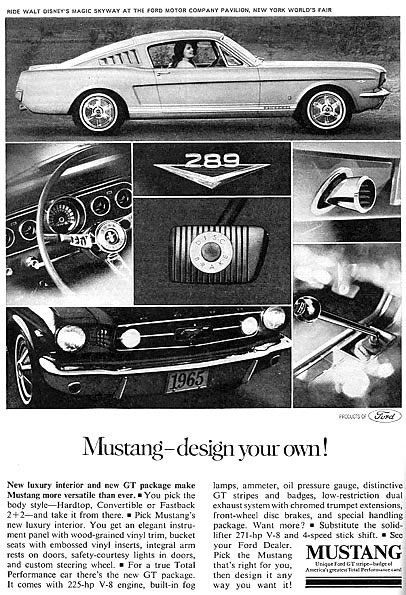 RIDE WALT DISNEY'S MAGIC SKYWAY AT THE FORD MOTOR COMPANY PAVILION, NEW YORK WORLD'S FAIR
289
DISC
BRAKE
1965
PRODUCTS OF Ford
Mustang–design your own!
New luxury interior and new GT package make
Mustang more versatile than ever. ■ You pick the
body style—Hardtop, Convertible or Fastback
2+2—and take it from there. ■ Pick Mustang's
new luxury interior. You get an elegant instru-
ment panel with wood-grained vinyl trim, bucket
seats with embossed vinyl inserts, integral arm
rests on doors, safety-courtesy lights in doors,
and custom steering wheel. ■ For a true Total
Performance car there's the new GT package.
It comes with 225-hp V-8 engine, built-in fog
lamps, ammeter, oil pressure gauge, distinctive
GT stripes and badges, low-restriction dual
exhaust system with chromed trumpet extensions,
front-wheel disc brakes, and special handling
package. Want more? ■ Substitute the solid-
lifter 271-hp V-8 and 4-speed stick shift. ■ See
your Ford Dealer.
Pick the Mustang
that's right for you,
then design it any
way you want it!
MUSTANG
Unique Ford GT stripe—badge of
America's greatest Total Performance cars!